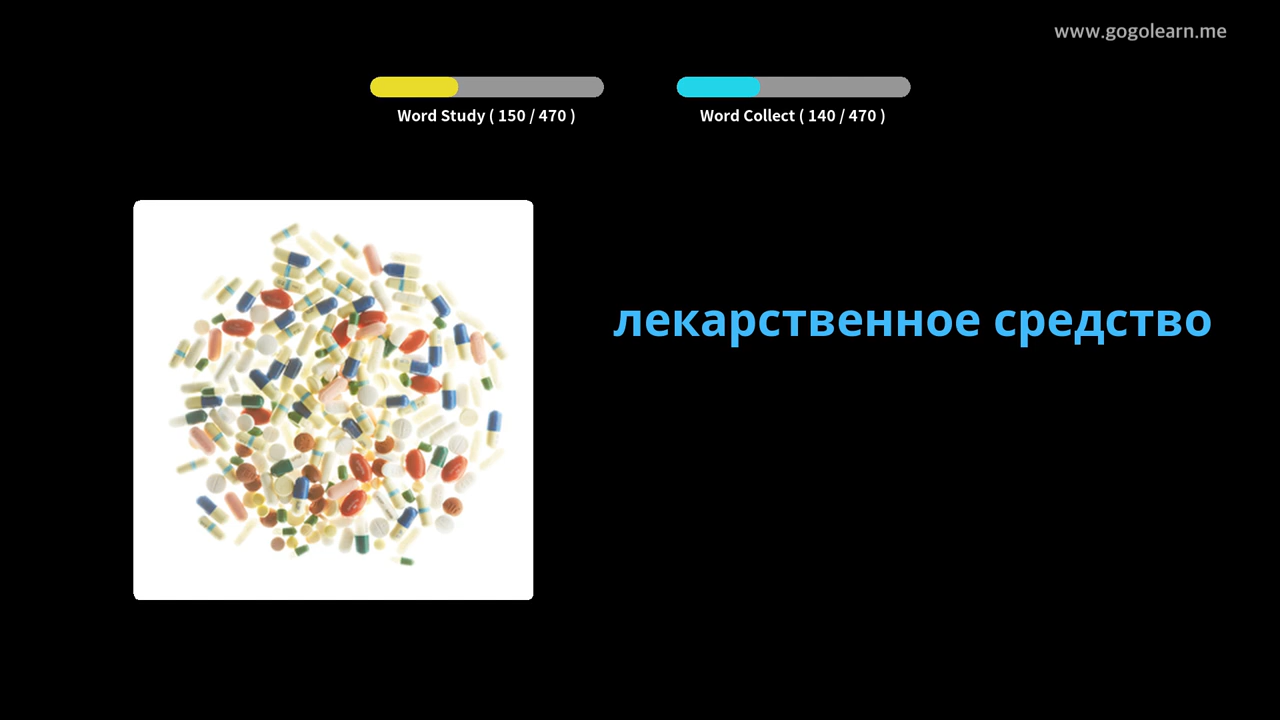 www.gogolearn.me
Word Study ( 150 / 470 )
Word Collect ( 140 / 470 )
лекарственное средство